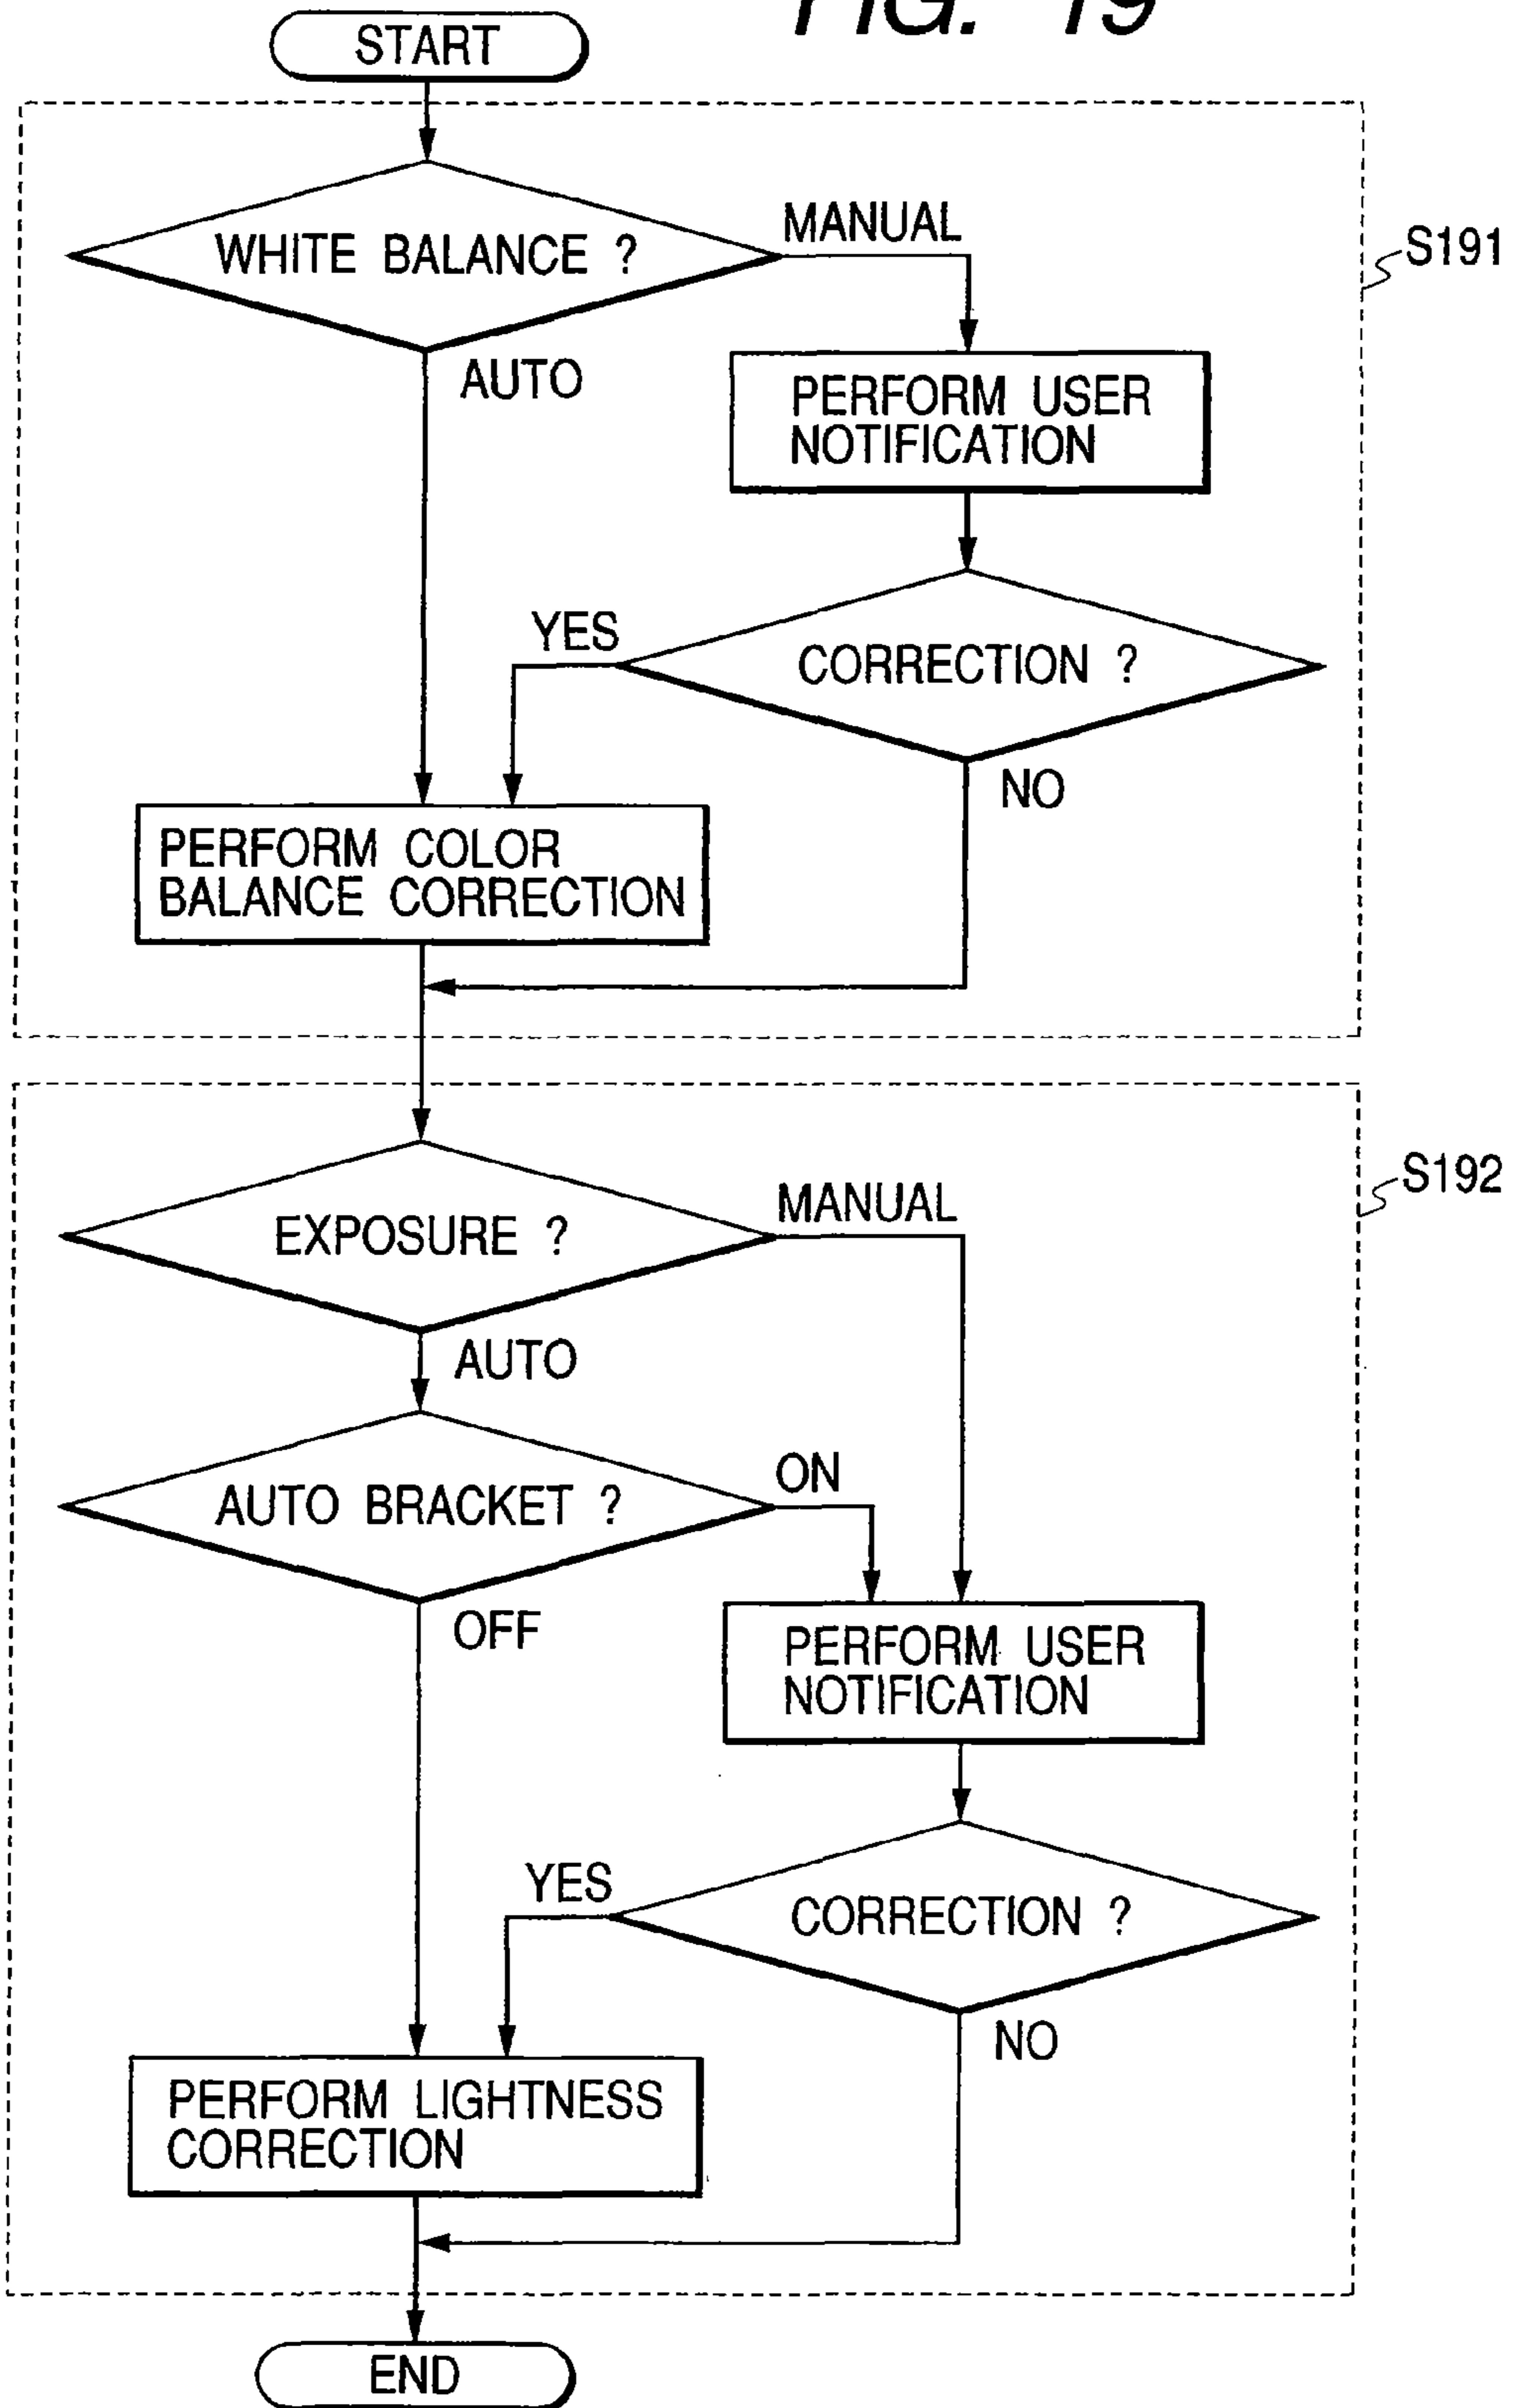 FIG. 19
START
WHITE BALANCE ?
MANUAL
S191
AUTO
PERFORM USER
NOTIFICATION
YES
CORRECTION ?
NO
PERFORM COLOR
BALANCE CORRECTION
EXPOSURE ?
MANUAL
S192
AUTO
AUTO BRACKET ?
ON
OFF
PERFORM USER
NOTIFICATION
YES
CORRECTION ?
NO
PERFORM LIGHTNESS
CORRECTION
END